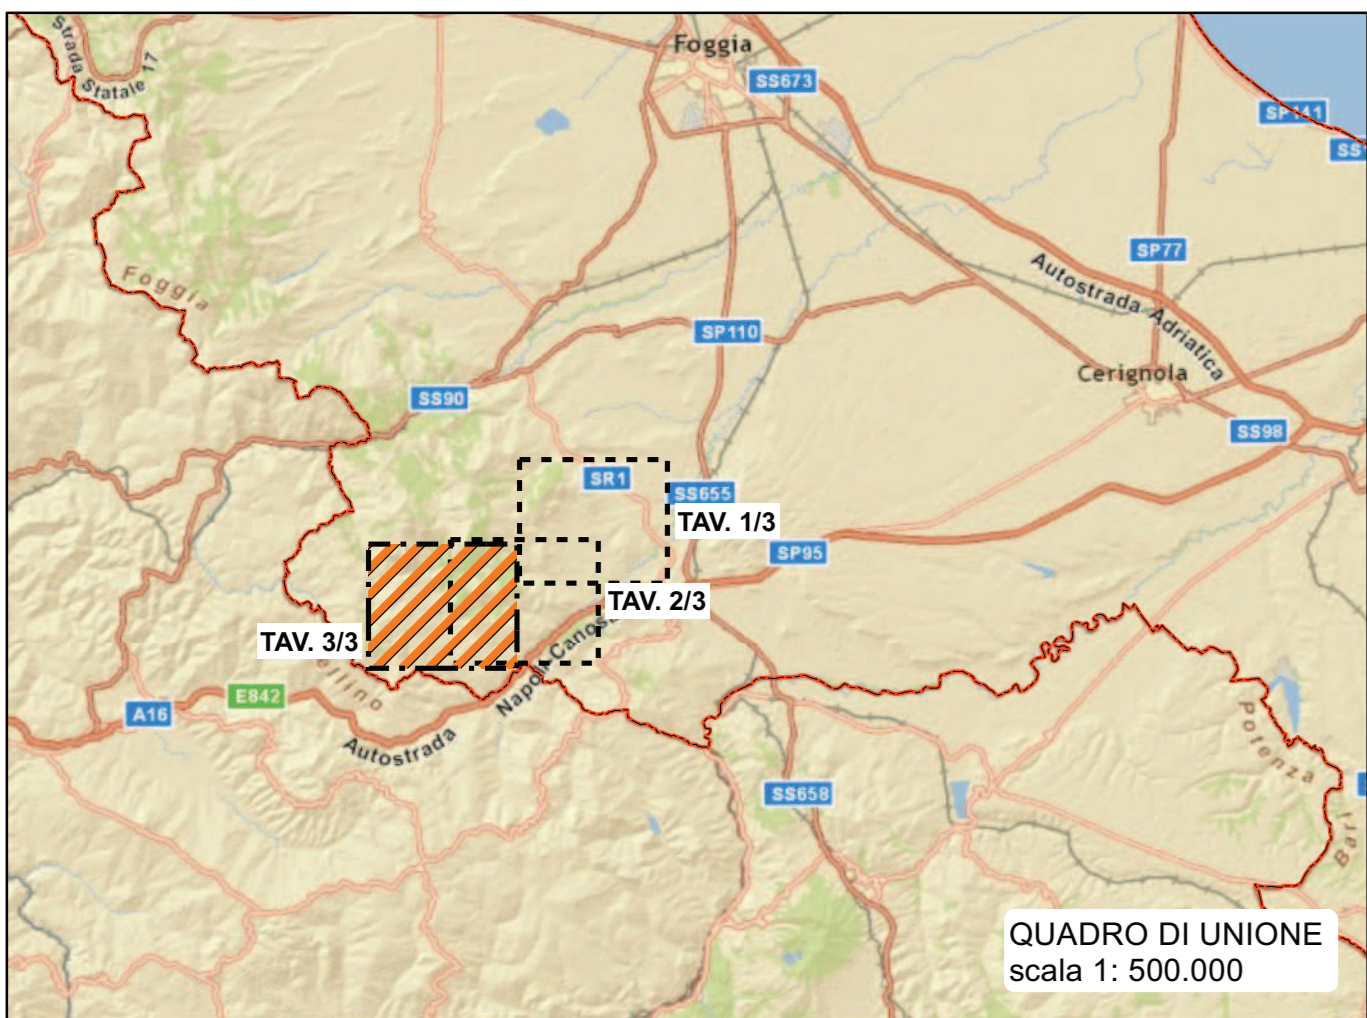 Strada
Statale 17
Foggia
SS673
SP141
Foggia
SP77
Autostrada Adriatica
SP110
Cerignola
SS90
SS98
SR1
SS655
TAV. 1/3
SP95
TAV. 2/3
TAV. 3/3
Napoli-Canosa
E842
A16
Autostrada
Potenza
SS658
QUADRO DI UNIONE
scala 1: 500.000